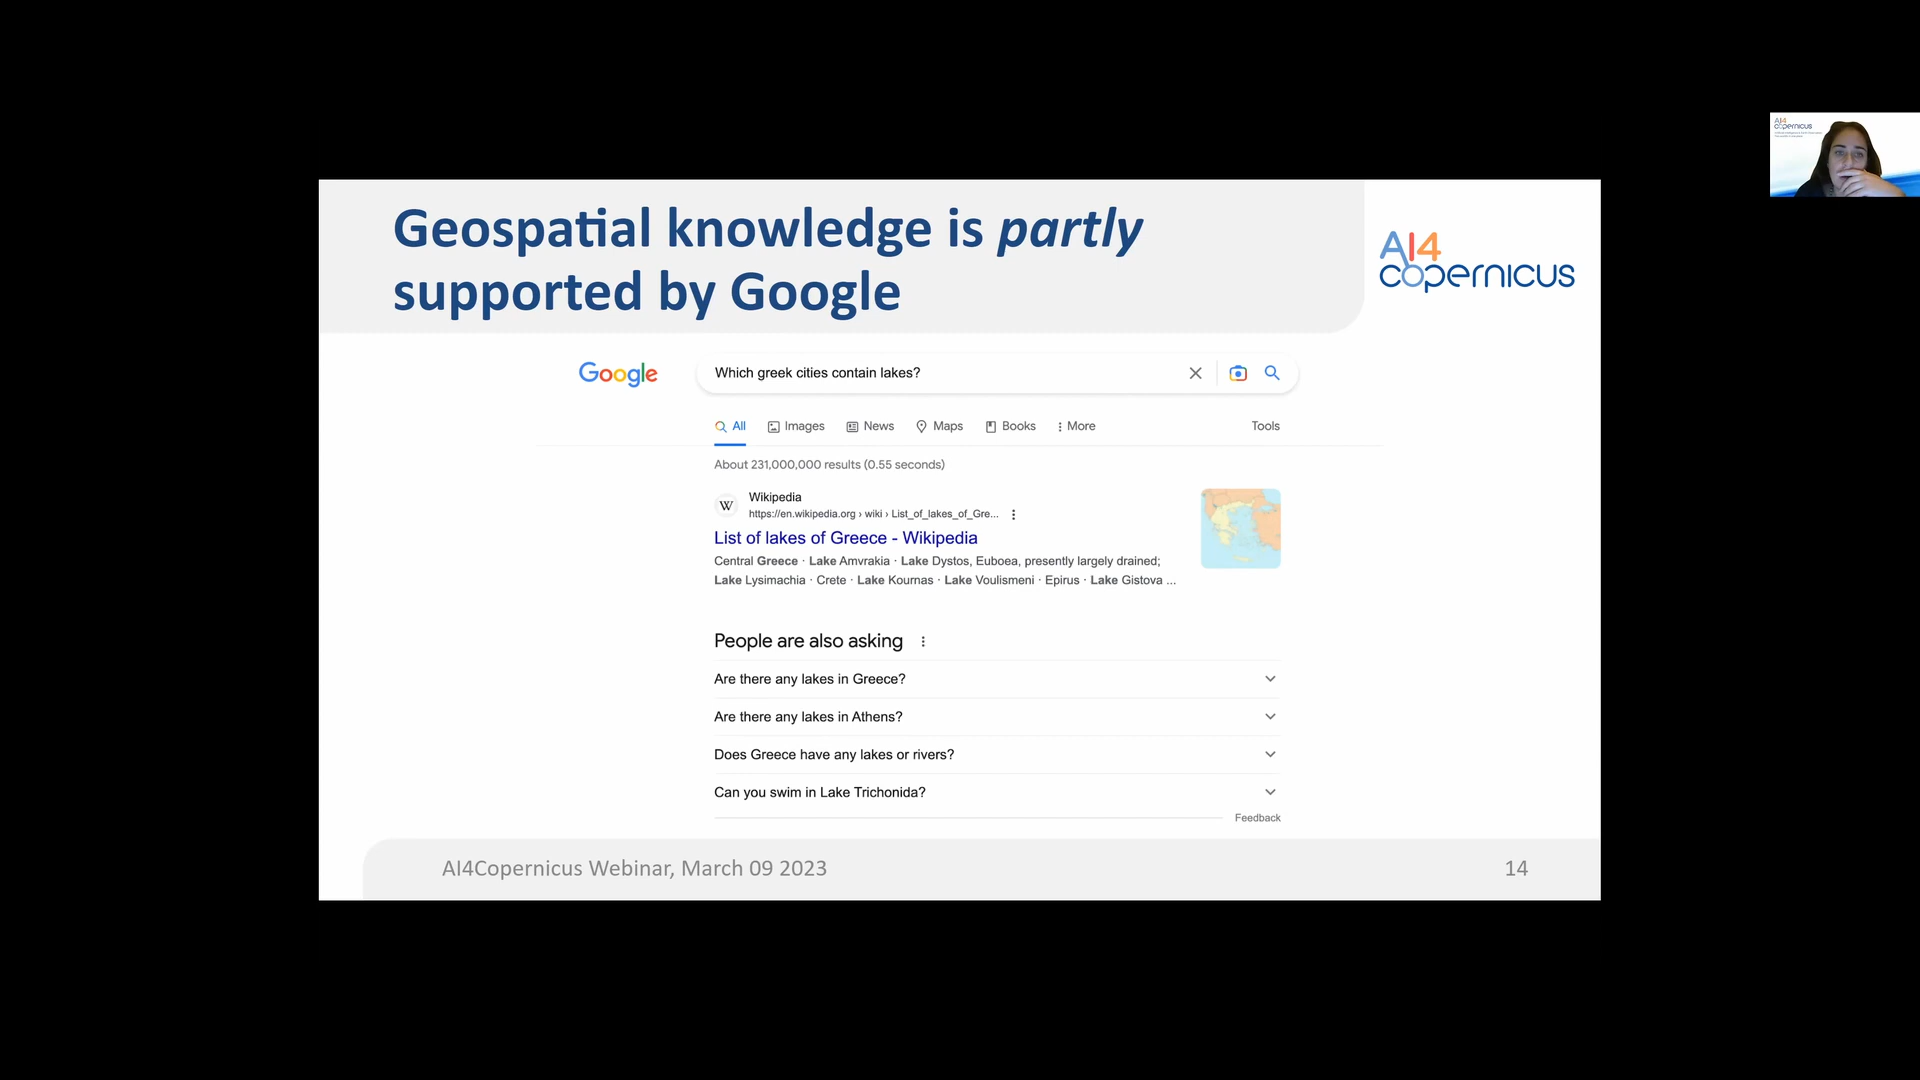 Geospatial knowledge is partly
supported by Google
AI4
copernicus
Google
Which greek cities contain lakes?
All
Images
News
Maps
Books
More
Tools
About 231,000,000 results (0.55 seconds)
W
Wikipedia
https://en.wikipedia.org › wiki › List_of_lakes_of_Gre...
List of lakes of Greece - Wikipedia
Central Greece · Lake Amvrakia · Lake Dystos, Euboea, presently largely drained;
Lake Lysimachia · Crete · Lake Kournas · Lake Voulismeni · Epirus · Lake Gistova ...
People are also asking
Are there any lakes in Greece?
Are there any lakes in Athens?
Does Greece have any lakes or rivers?
Can you swim in Lake Trichonida?
Feedback
AI4Copernicus Webinar, March 09 2023
14
AI4
copernicus